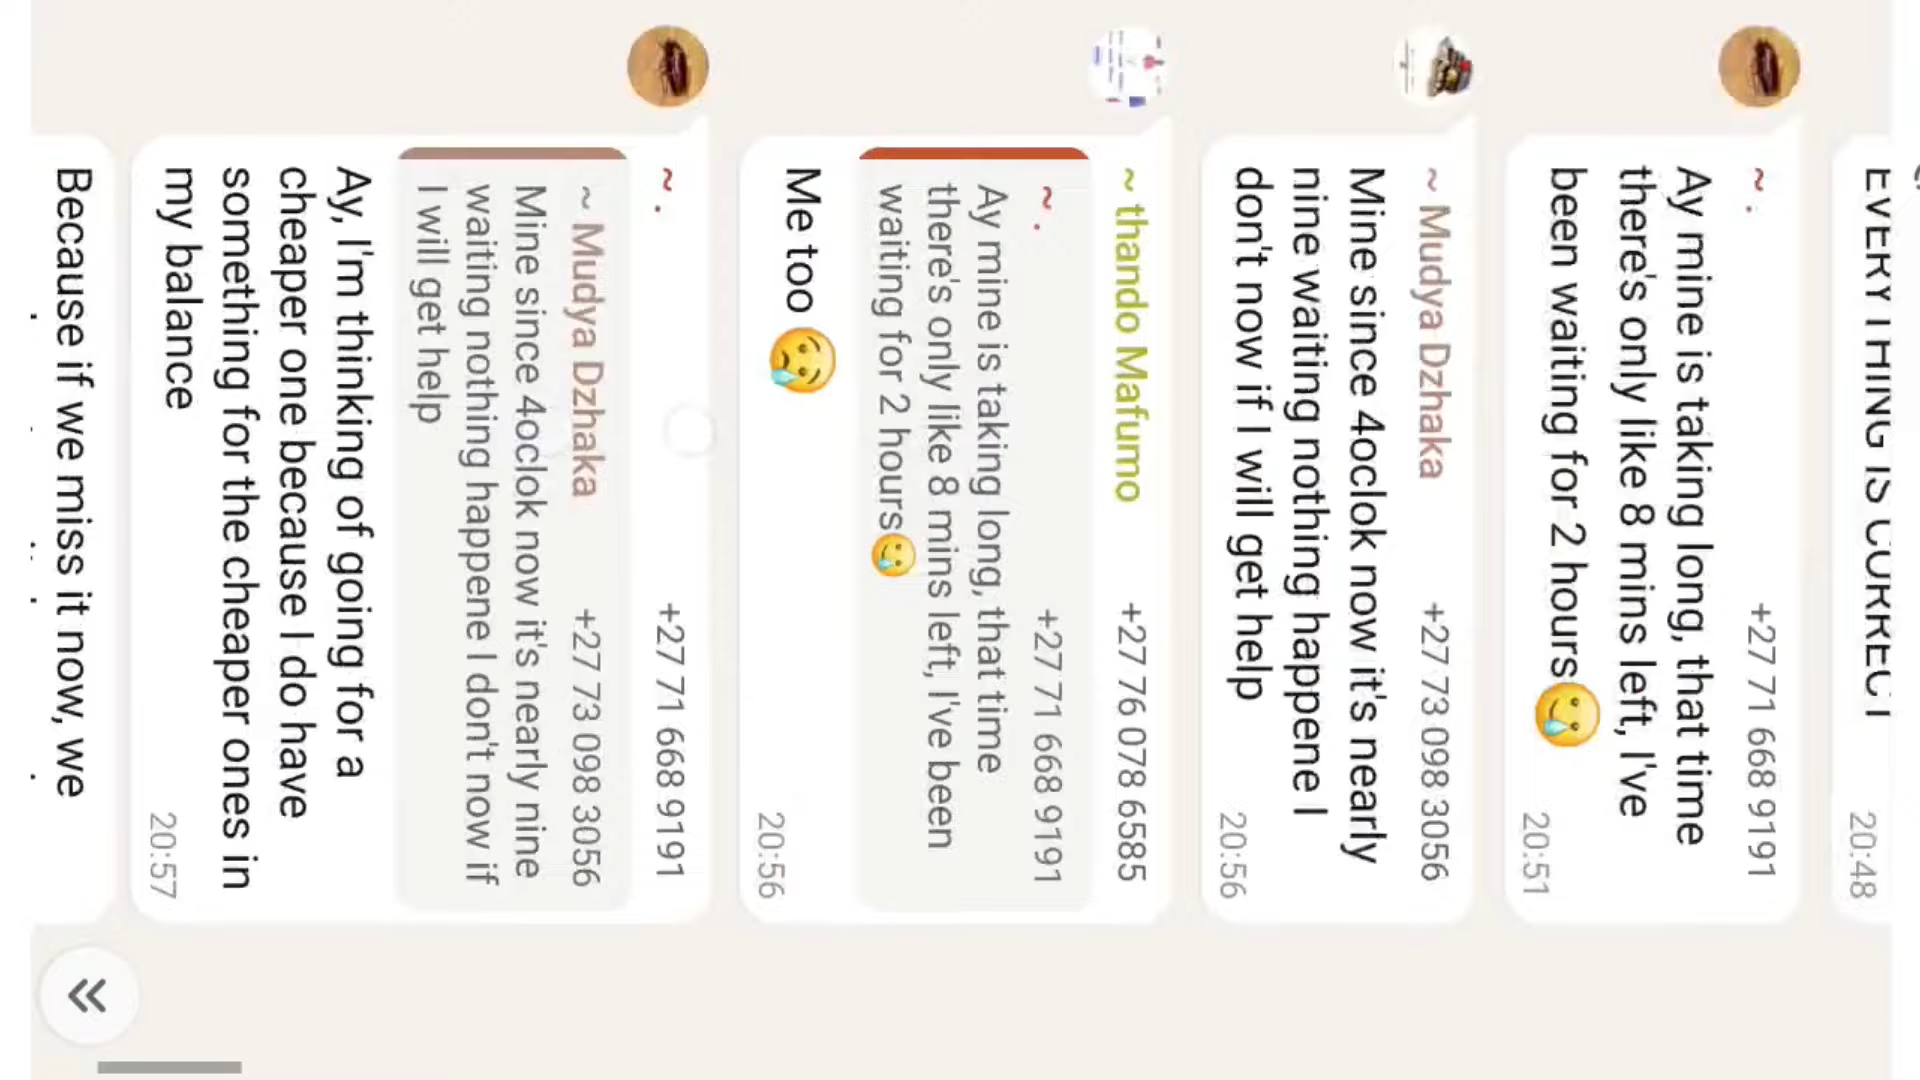 EVERYTHING IS CORRECT
20:48
~ .
+27 71 668 9191
Ay mine is taking long, that time
there's only like 8 mins left, I've
been waiting for 2 hours🥲
20:51
~ Mudya Dzhaka
+27 73 098 3056
Mine since 4oclok now it's nearly
nine waiting nothing happene I
don't now if I will get help
20:56
~ thando Mafumo
+27 76 078 6585
~ .
+27 71 668 9191
Ay mine is taking long, that time
there's only like 8 mins left, I've been
waiting for 2 hours🥲
Me too 😢
20:56
~ .
+27 71 668 9191
~ Mudya Dzhaka
+27 73 098 3056
Mine since 4oclok now it's nearly nine
waiting nothing happene I don't now if
I will get help
Ay, I'm thinking of going for a
cheaper one because I do have
something for the cheaper ones in
my balance
20:57
Because if we miss it now, we